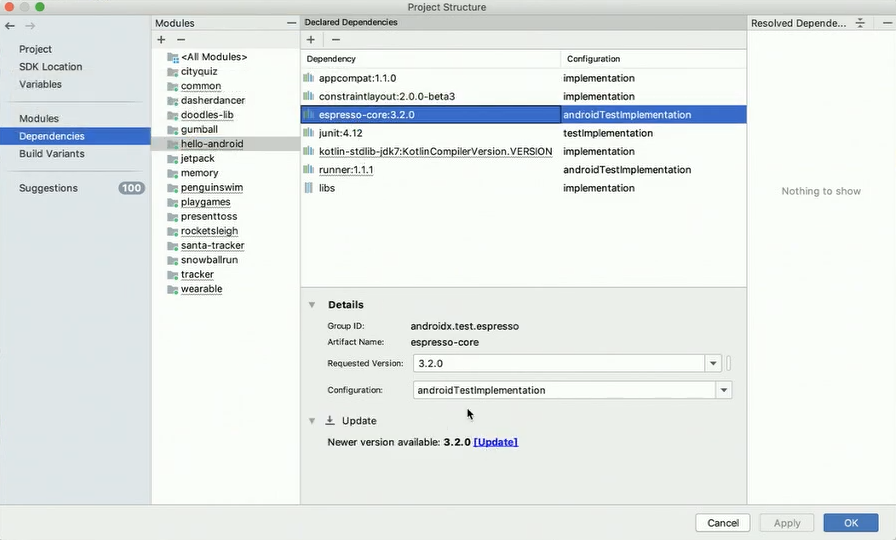 Project Structure
Project
SDK Location
Variables
Modules
Dependencies
Build Variants
Suggestions 100
Modules
<All Modules>
cityquiz
common
dasherdancer
doodles-lib
gumball
hello-android
jetpack
memory
penguinswim
playgames
presenttoss
rocketsleigh
santa-tracker
snowballrun
tracker
wearable
Declared Dependencies
Dependency Configuration
appcompat:1.1.0 implementation
constraintlayout:2.0.0-beta3 implementation
espresso-core:3.2.0 androidTestImplementation
junit:4.12 testImplementation
kotlin-stdlib-jdk7:KotlinCompilerVersion.VERSION implementation
runner:1.1.1 androidTestImplementation
libs implementation
Details
Group ID: androidx.test.espresso
Artifact Name: espresso-core
Requested Version: 3.2.0
Configuration: androidTestImplementation
Update
Newer version available: 3.2.0 [Update]
Resolved Depende...
Nothing to show
Cancel Apply OK